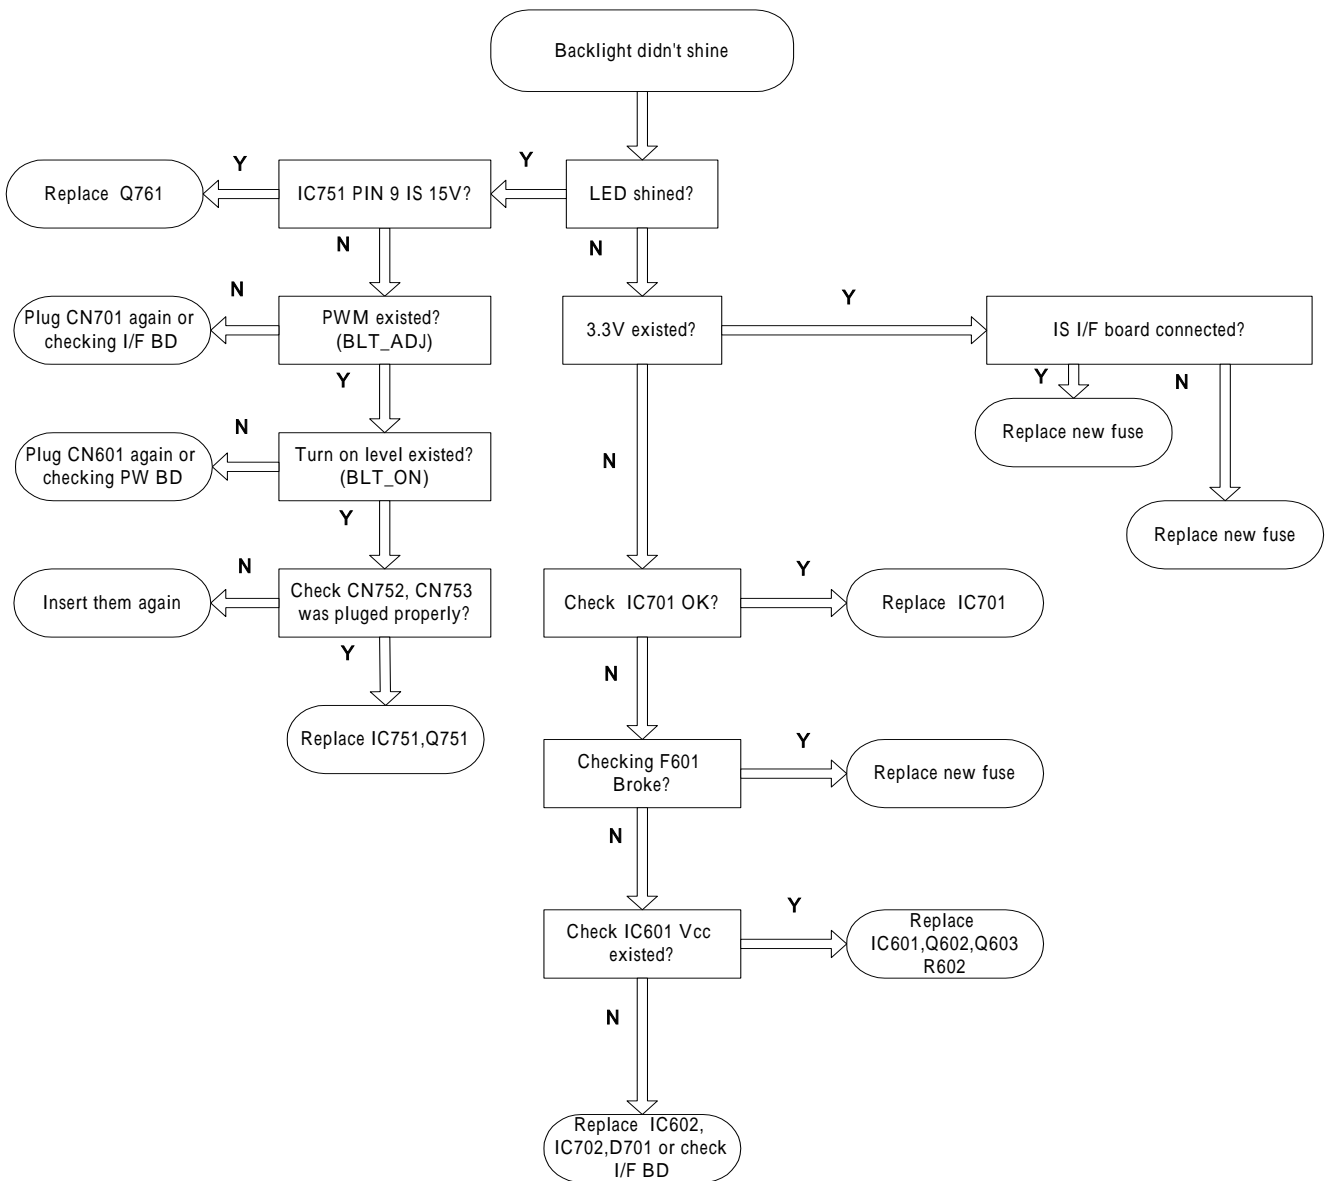 Backlight didn't shine
Y
Y
Replace Q761
IC751 PIN 9 IS 15V?
LED shined?
N
N
N
Y
Plug CN701 again or
checking I/F BD
PWM existed?
(BLT_ADJ)
3.3V existed?
IS I/F board connected?
Y
Y
N
N
Replace new fuse
Plug CN601 again or
checking PW BD
Turn on level existed?
(BLT_ON)
N
Y
Replace new fuse
N
Y
Insert them again
Check CN752, CN753
was pluged properly?
Check IC701 OK?
Replace IC701
Y
N
Replace IC751,Q751
Y
Checking F601
Broke?
Replace new fuse
N
Y
Check IC601 Vcc
existed?
Replace
IC601,Q602,Q603
R602
N
Replace IC602,
IC702,D701 or check
I/F BD